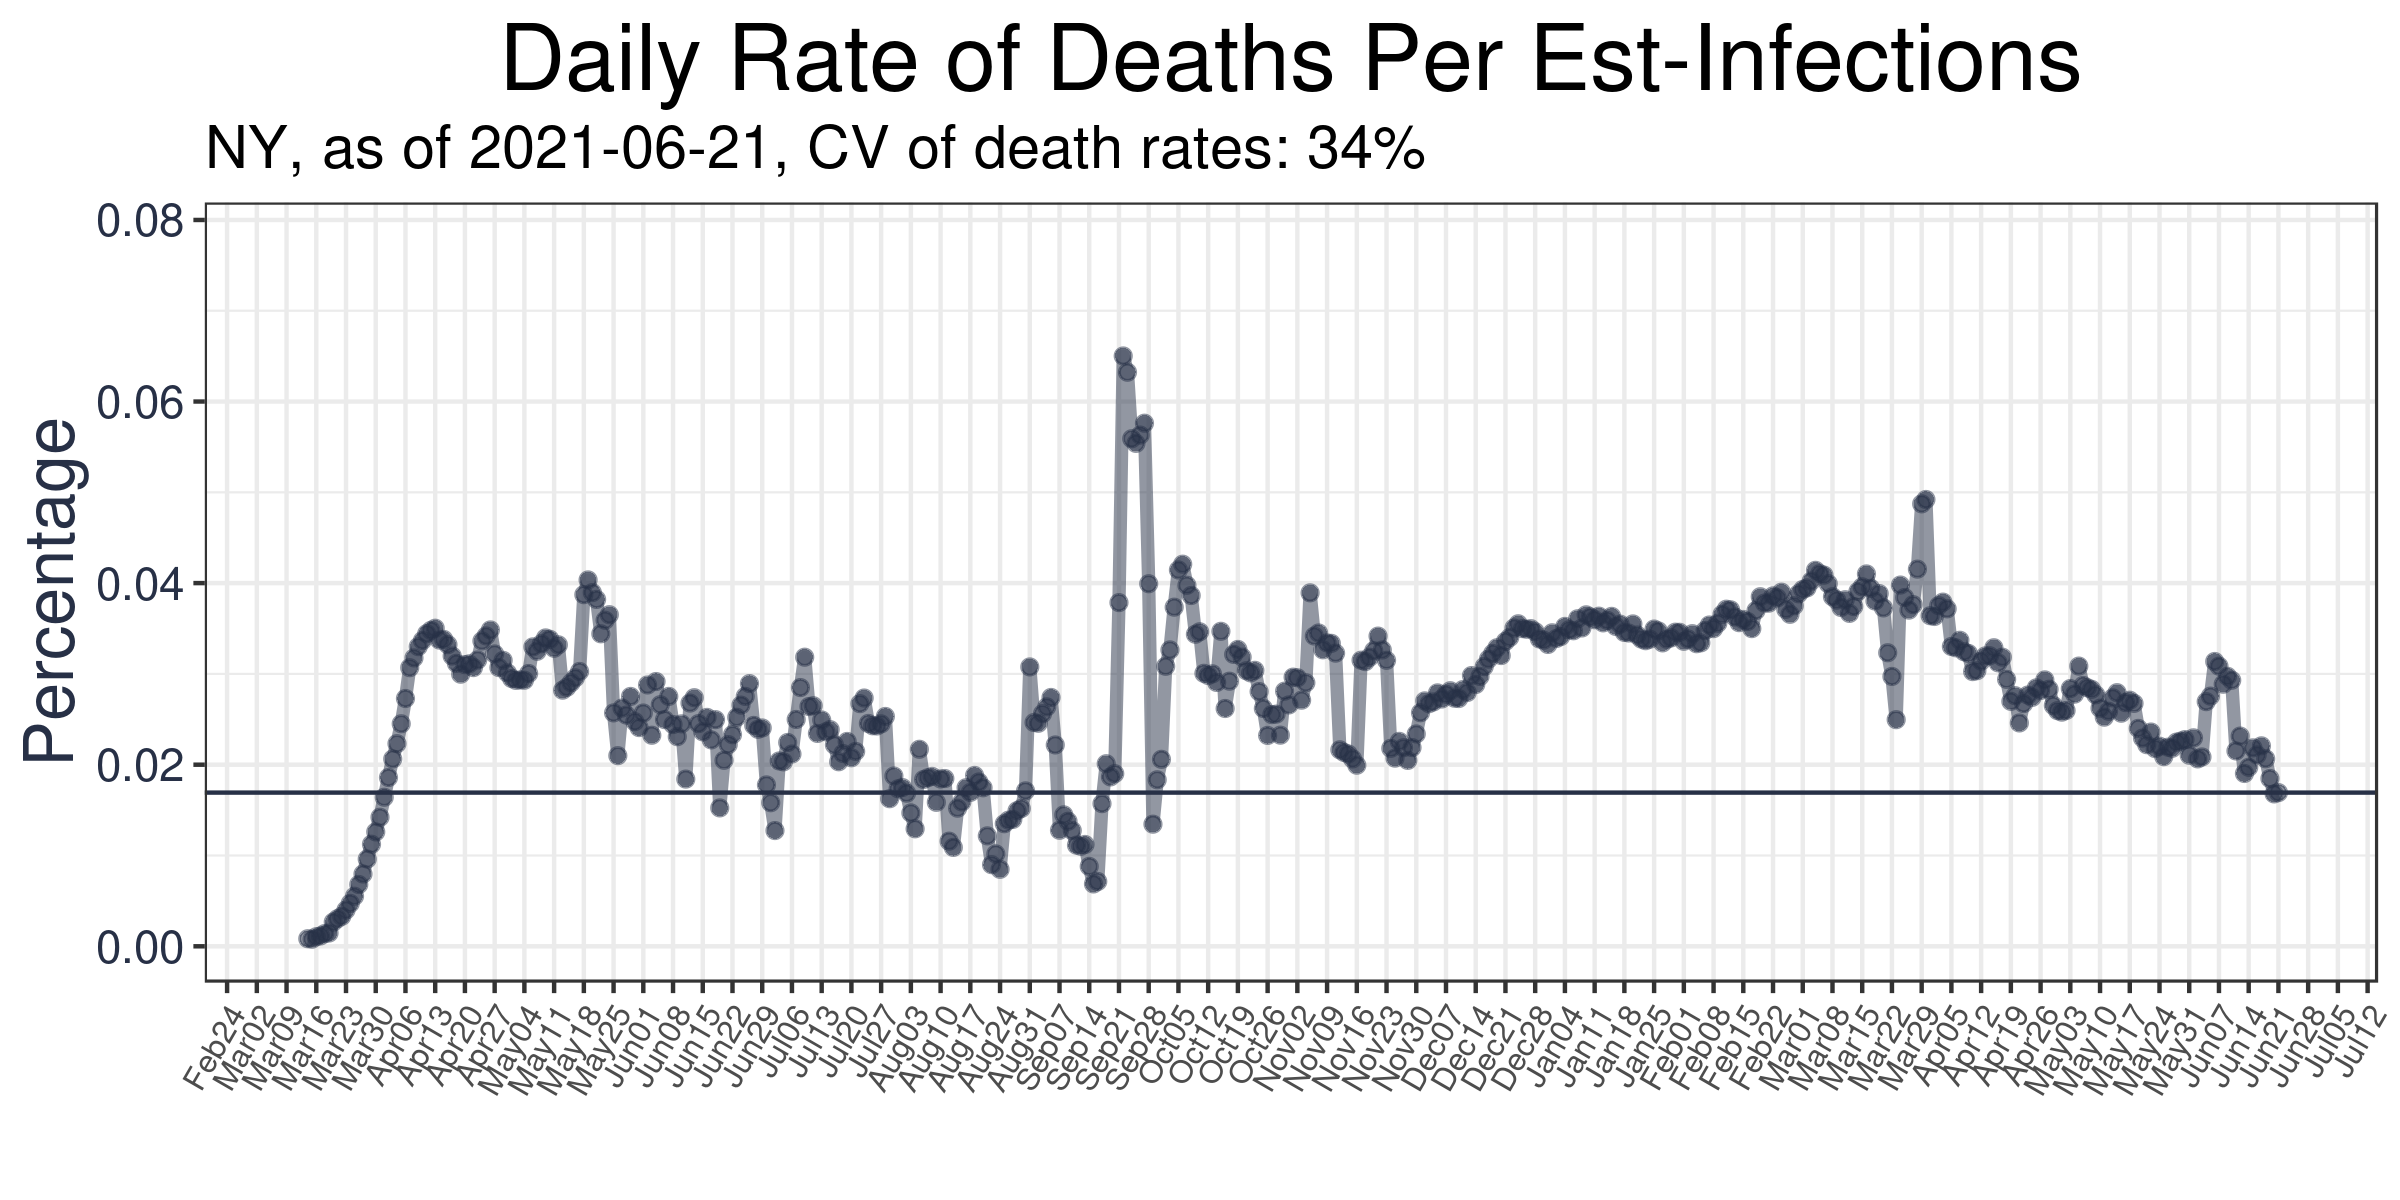 Daily Rate of Deaths Per Est-Infections
NY, as of 2021-06-21, CV of death rates: 34%
Percentage
0.08
0.06
0.04
0.02
0.00
Feb24 Mar02 Mar09 Mar16 Mar23 Mar30 Apr06 Apr13 Apr20 Apr27 May04 May11 May18 May25 Jun01 Jun08 Jun15 Jun22 Jun29 Jul06 Jul13 Jul20 Jul27 Aug03 Aug10 Aug17 Aug24 Aug31 Sep07 Sep14 Sep21 Sep28 Oct05 Oct12 Oct19 Oct26 Nov02 Nov09 Nov16 Nov23 Nov30 Dec07 Dec14 Dec21 Dec28 Dec04 Jan11 Jan18 Jan25 Feb01 Feb08 Feb15 Feb22 Mar01 Mar08 Mar15 Mar22 Mar29 Apr05 Apr12 Apr19 Apr26 May03 May10 May17 May24 May31 May07 Jun14 Jun21 Jun28 Jul05 Jul12